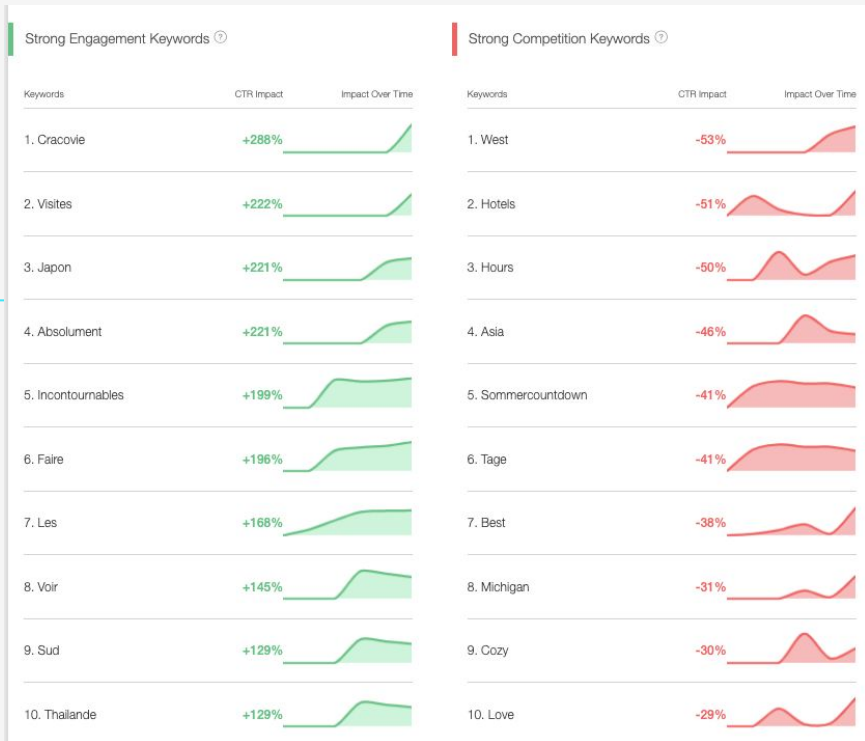 Strong Engagement Keywords ?
Keywords CTR Impact Impact Over Time
1. Cracovie +288%
2. Visites +222%
3. Japon +221%
4. Absolument +221%
5. Incontournables +199%
6. Faire +196%
7. Les +168%
8. Voir +145%
9. Sud +129%
10. Thailande +129%
Strong Competition Keywords ?
Keywords CTR Impact Impact Over Time
1. West -53%
2. Hotels -51%
3. Hours -50%
4. Asia -46%
5. Sommercountdown -41%
6. Tage -41%
7. Best -38%
8. Michigan -31%
9. Cozy -30%
10. Love -29%